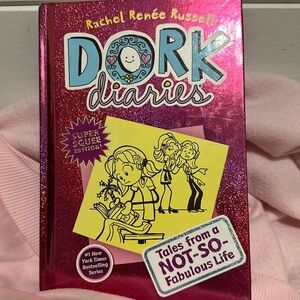 Rachel Renée Russell
DORK
diaries
SUPER
SQUEE
EDITION!
Tales from a
NOT-SO-
Fabulous Life
#1 New
York Times
Bestselling
Series